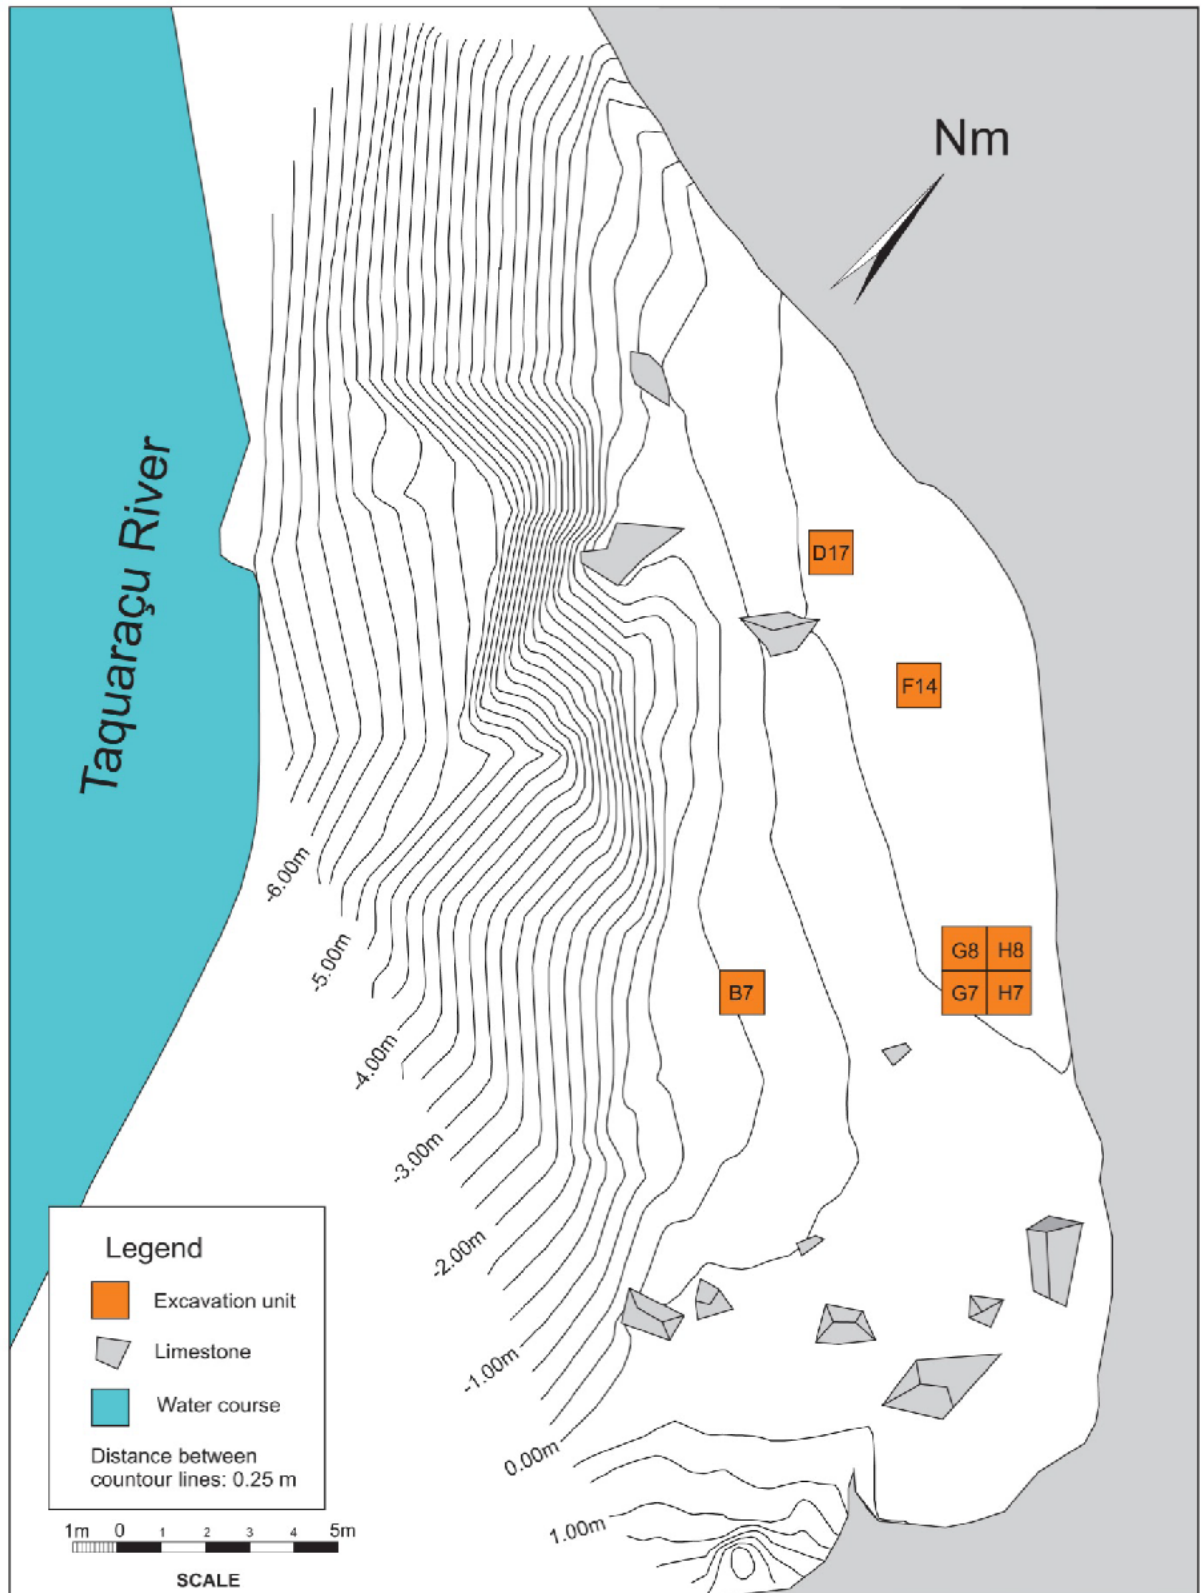 Nm
Taquaraçu River
D17
F14
G8 H8
G7 H7
B7
-6.00m
-5.00m
-4.00m
-3.00m
-2.00m
-1.00m
0.00m
1.00m
Legend
Excavation unit
Limestone
Water course
Distance between
countour lines: 0.25 m
1m 0 1 2 3 4 5m
SCALE